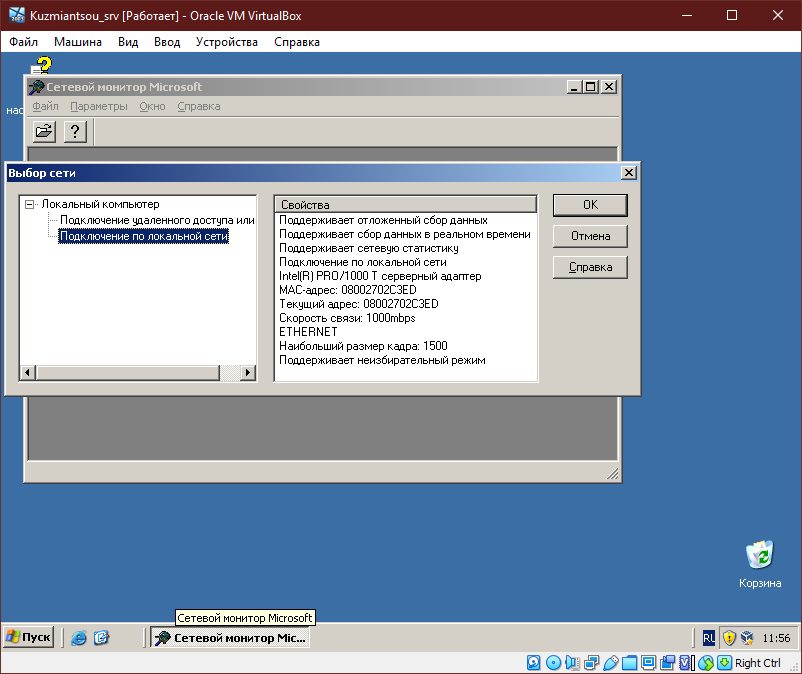 Kuzmiantsou_srv [Работает] - Oracle VM VirtualBox
Файл Машина Вид Ввод Устройства Справка
нас
Сетевой монитор Microsoft
Файл Параметры Окно Справка
Выбор сети
Локальный компьютер
Подключение удаленного доступа или
Подключение по локальной сети
Свойства
Поддерживает отложенный сбор данных
Поддерживает сбор данных в реальном времени
Поддерживает сетевую статистику
Подключение по локальной сети
Intel(R) PRO/1000 T серверный адаптер
MAC-адрес: 08002702C3ED
Текущий адрес: 08002702C3ED
Скорость связи: 1000mbps
ETHERNET
Наибольший размер кадра: 1500
Поддерживает неизбирательный режим
OK
Отмена
Справка
Корзина
Сетевой монитор Microsoft
Пуск
Сетевой монитор Mic...
RL
11:56
Right Ctrl